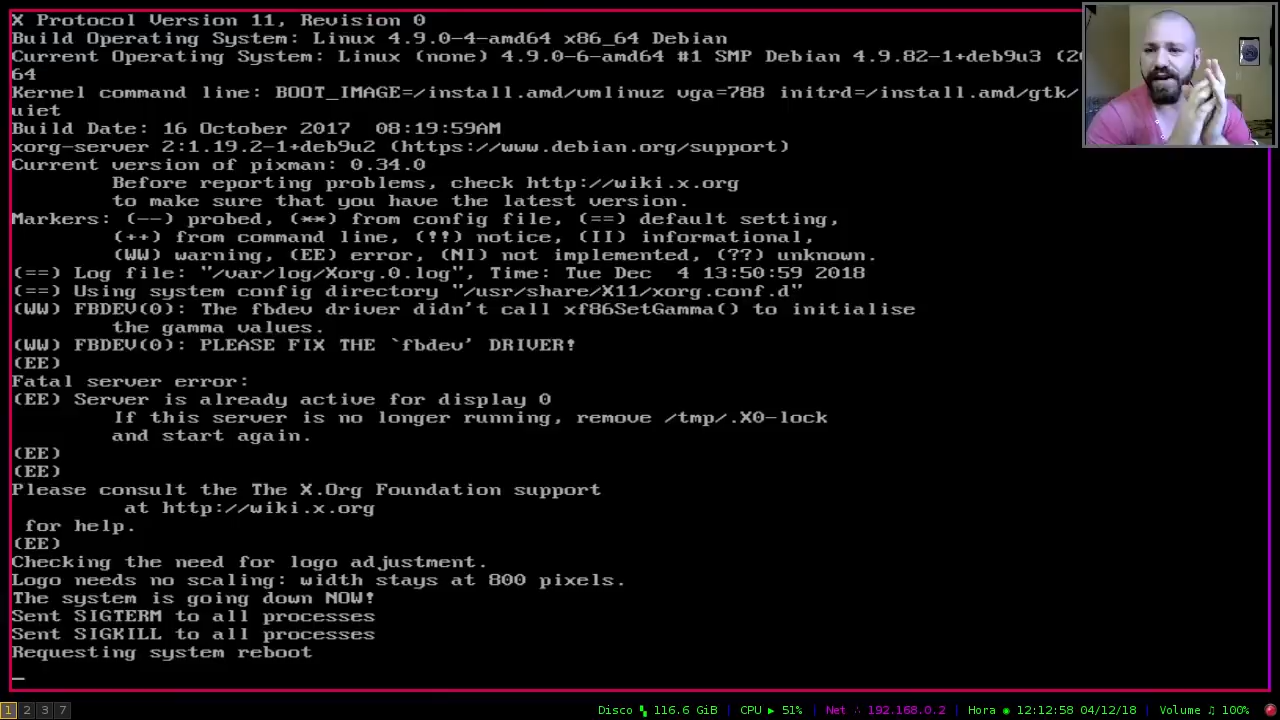 X Protocol Version 11, Revision 0
Build Operating System: Linux 4.9.0-4-amd64 x86_64 Debian
Current Operating System: Linux (none) 4.9.0-6-amd64 #1 SMP Debian 4.9.82-1+deb9u3 (2
64
Kernel command line: BOOT_IMAGE=/install.amd/vmlinuz vga=788 initrd=/install.amd/gtk/
uiet
Build Date: 16 October 2017  08:19:59AM
xorg-server 2:1.19.2-1+deb9u2 (https://www.debian.org/support)
Current version of pixman: 0.34.0
Before reporting problems, check http://wiki.x.org
to make sure that you have the latest version.
Markers: (--) probed, (**) from config file, (==) default setting,
(++) from command line, (!!) notice, (II) informational,
(WW) warning, (EE) error, (NI) not implemented, (??) unknown.
(==) Log file: "/var/log/Xorg.0.log", Time: Tue Dec  4 13:50:59 2018
(==) Using system config directory "/usr/share/X11/xorg.conf.d"
(WW) FBDEV(0): The fbdev driver didn't call xf86SetGamma() to initialise
the gamma values.
(WW) FBDEV(0): PLEASE FIX THE `fbdev' DRIVER!
(EE)
Fatal server error:
(EE) Server is already active for display 0
If this server is no longer running, remove /tmp/.X0-lock
and start again.
(EE)
(EE)
Please consult the The X.Org Foundation support
at http://wiki.x.org
for help.
(EE)
Checking the need for logo adjustment.
Logo needs no scaling: width stays at 800 pixels.
The system is going down NOW!
Sent SIGTERM to all processes
Sent SIGKILL to all processes
Requesting system reboot
1 2 3 7 Disco 116.6 GiB | CPU ▶ 51% | Net ∴ 192.168.0.2 | Hora ◉ 12:12:58 04/12/18 | Volume ♫ 100%